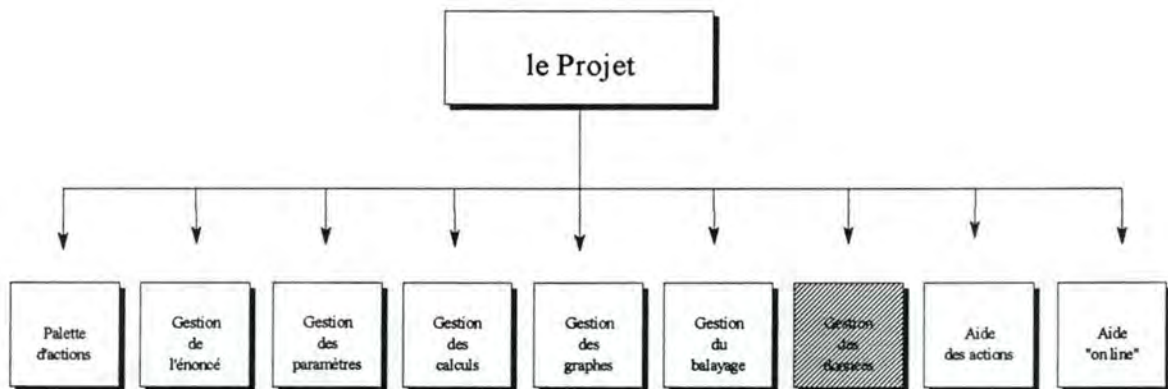 le Projet
Palette
d'actions
Gestion
de
l'énoncé
Gestion
des
paramètres
Gestion
des
calculs
Gestion
des
graphes
Gestion
du
balayage
Gestion
des
données
Aide
des actions
Aide
"on line"